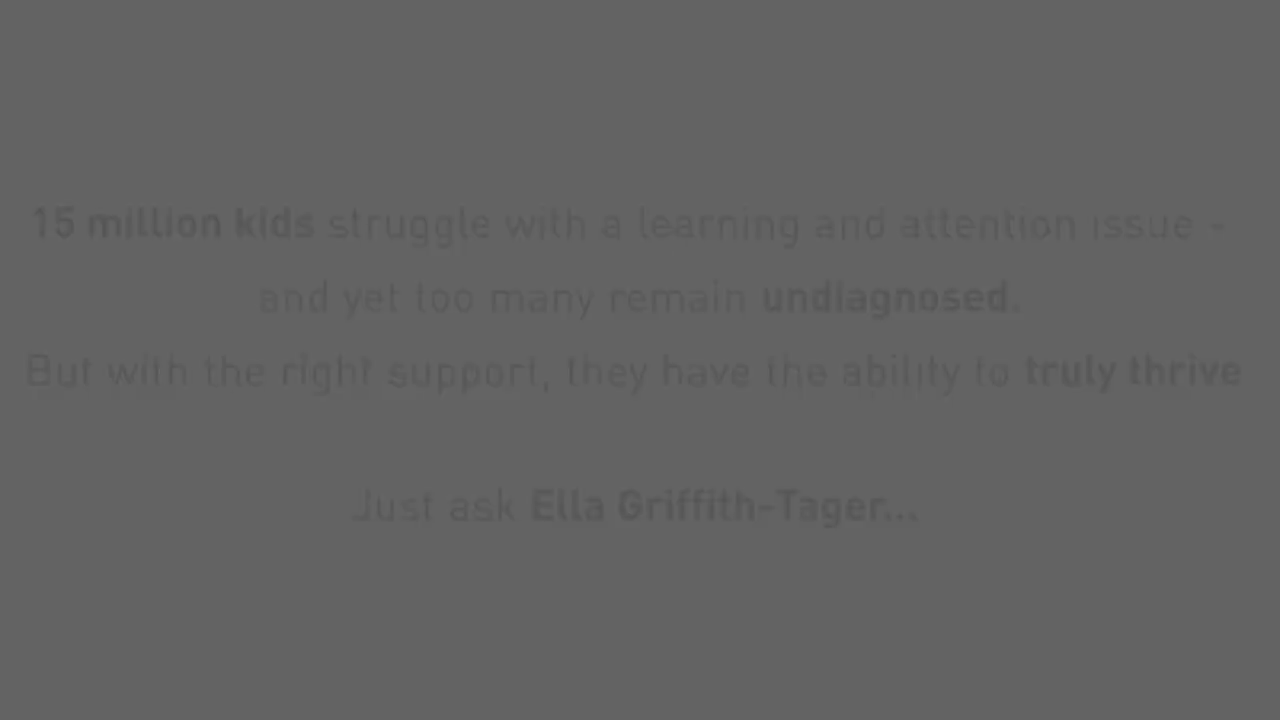 15 million kids struggle with a learning and attention issue -
and yet too many remain undiagnosed.
But with the right support, they have the ability to truly thrive
Just ask Ella Griffith-Tager...